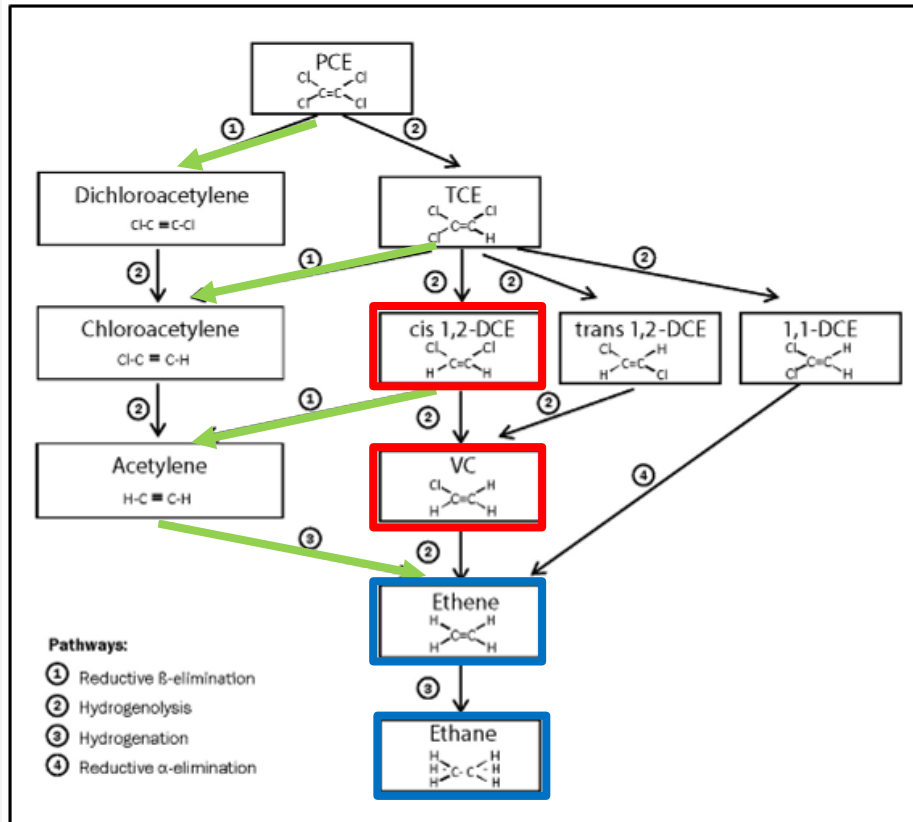 PCE
Cl Cl
C=C
Cl Cl
① ②
Dichloroacetylene
Cl-C ≡ C-Cl
TCE
Cl Cl
C=C
Cl H
② ① ② ② ②
Chloroacetylene
Cl-C ≡ C-H
cis 1,2-DCE
Cl Cl
C=C
H H
trans 1,2-DCE
Cl H
C=C
H Cl
1,1-DCE
Cl H
C=C
Cl H
② ① ② ② ④
Acetylene
H-C ≡ C-H
VC
Cl H
C=C
H H
③ ②
Ethene
H H
C=C
H H
③
Ethane
H H
H C-C H
H H
Pathways:
① Reductive ß-elimination
② Hydrogenolysis
③ Hydrogenation
④ Reductive α-elimination